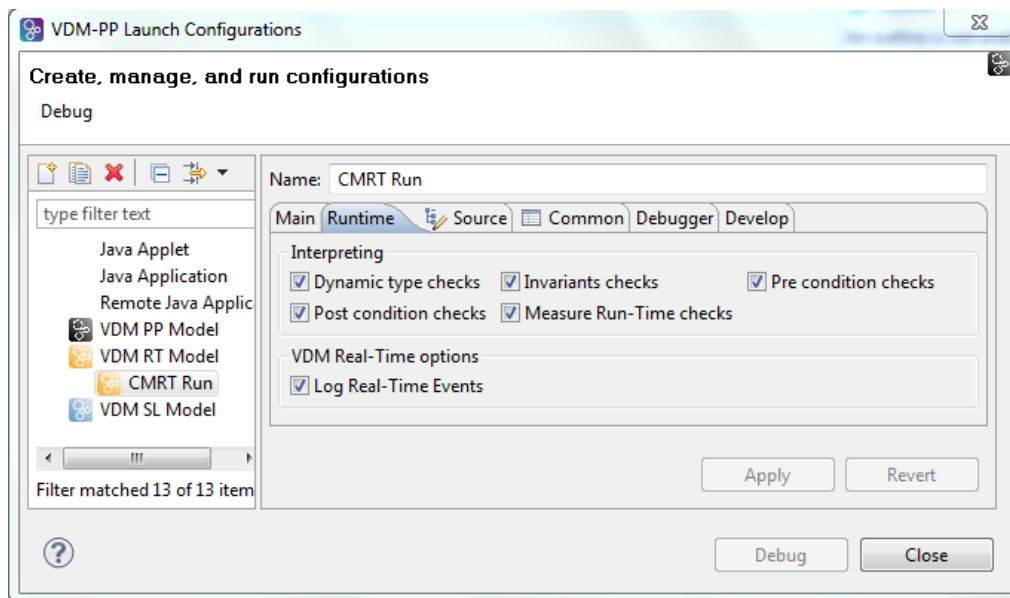 VDM-PP Launch Configurations
Create, manage, and run configurations
Debug
type filter text
Java Applet
Java Application
Remote Java Applic
VDM PP Model
VDM RT Model
CMRT Run
VDM SL Model
Filter matched 13 of 13 item
Name: CMRT Run
Main Runtime Source Common Debugger Develop
Interpreting
Dynamic type checks Invariants checks Pre condition checks
Post condition checks Measure Run-Time checks
VDM Real-Time options
Log Real-Time Events
Apply Revert
? Debug Close